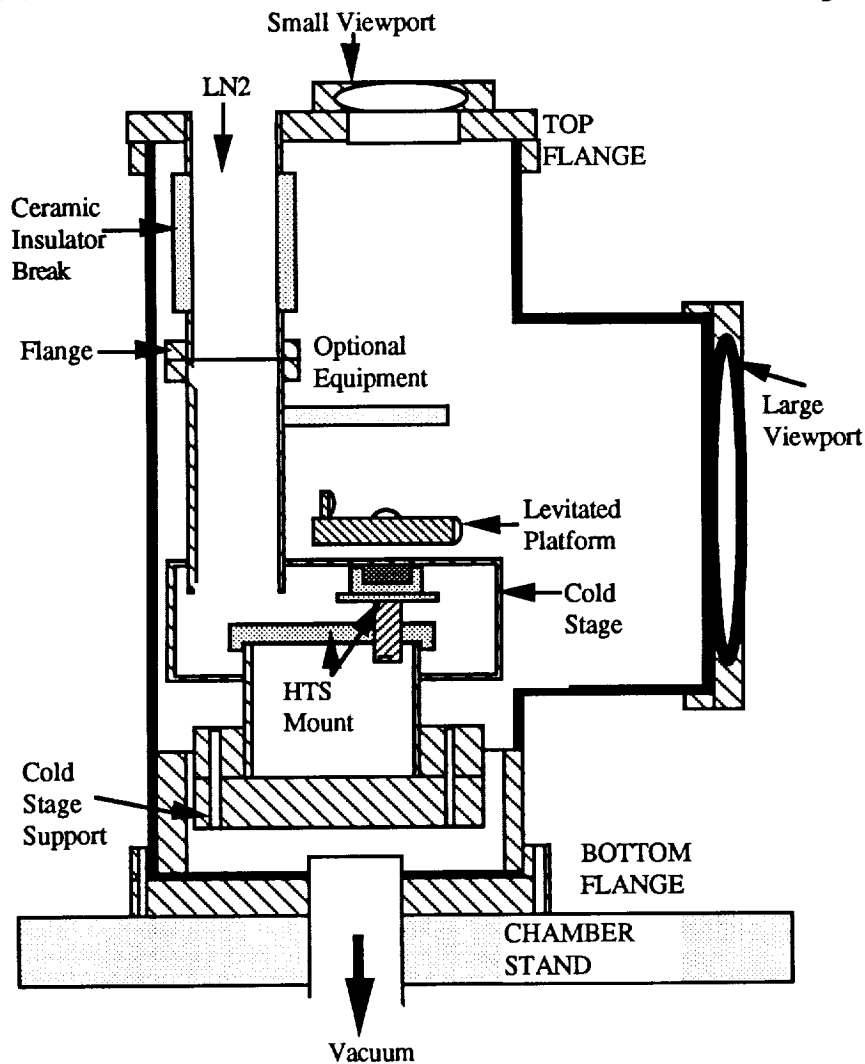 Small Viewport
LN2
TOP
FLANGE
Ceramic
Insulator
Break
Flange
Optional
Equipment
Large
Viewport
Levitated
Platform
Cold
Stage
HTS
Mount
Cold
Stage
Support
BOTTOM
FLANGE
CHAMBER
STAND
Vacuum